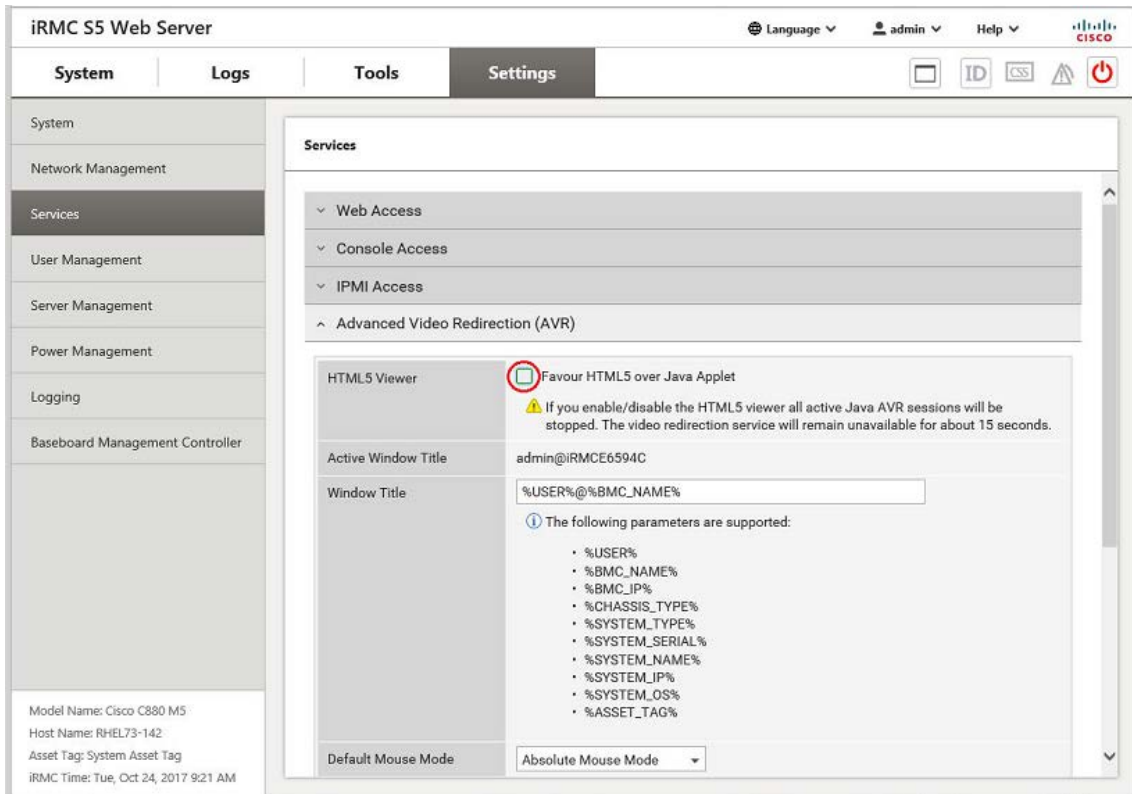 iRMC S5 Web Server
Language
admin
Help
CISCO
System
Logs
Tools
Settings
ID
CSS
System
Network Management
Services
User Management
Server Management
Power Management
Logging
Baseboard Management Controller
Services
Web Access
Console Access
IPMI Access
Advanced Video Redirection (AVR)
HTML5 Viewer
Favour HTML5 over Java Applet
If you enable/disable the HTML5 viewer all active Java AVR sessions will be
stopped. The video redirection service will remain unavailable for about 15 seconds.
Active Window Title
admin@iRMCE6594C
Window Title
%USER%@%BMC_NAME%
The following parameters are supported:
• %USER%
• %BMC_NAME%
• %BMC_IP%
• %CHASSIS_TYPE%
• %SYSTEM_TYPE%
• %SYSTEM_SERIAL%
• %SYSTEM_NAME%
• %SYSTEM_IP%
• %SYSTEM_OS%
• %ASSET_TAG%
Default Mouse Mode
Absolute Mouse Mode
Model Name: Cisco C880 M5
Host Name: RHEL73-142
Asset Tag: System Asset Tag
iRMC Time: Tue, Oct 24, 2017 9:21 AM